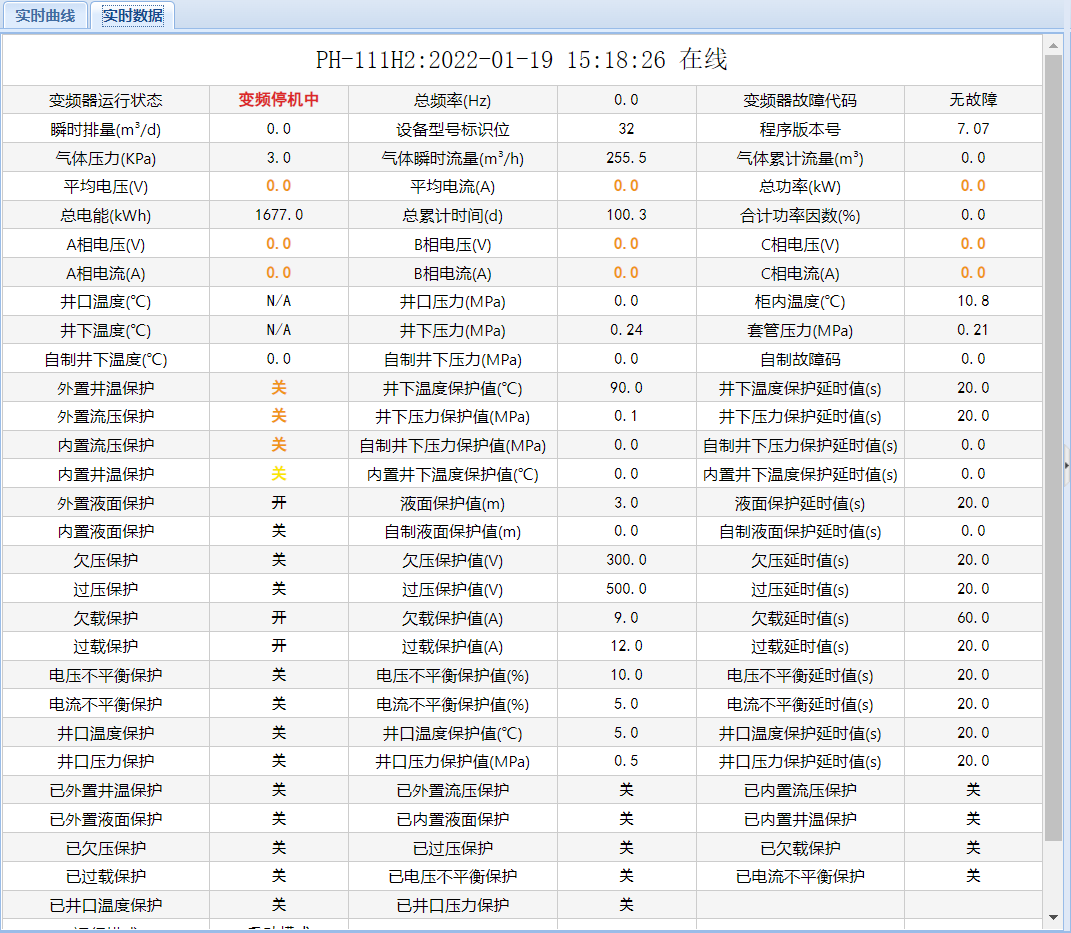 实时曲线 实时数据
PH-111H2:2022-01-19 15:18:26 在线
变频器运行状态 变频停机中 总频率(Hz) 0.0 变频器故障代码 无故障
瞬时排量(m³/d) 0.0 设备型号标识位 32 程序版本号 7.07
气体压力(KPa) 3.0 气体瞬时流量(m³/h) 255.5 气体累计流量(m³) 0.0
平均电压(V) 0.0 平均电流(A) 0.0 总功率(kW) 0.0
总电能(kWh) 1677.0 总累计时间(d) 100.3 合计功率因数(%) 0.0
A相电压(V) 0.0 B相电压(V) 0.0 C相电压(V) 0.0
A相电流(A) 0.0 B相电流(A) 0.0 C相电流(A) 0.0
井口温度(℃) N/A 井口压力(MPa) 0.0 柜内温度(℃) 10.8
井下温度(℃) N/A 井下压力(MPa) 0.24 套管压力(MPa) 0.21
自制井下温度(℃) 0.0 自制井下压力(MPa) 0.0 自制故障码 0.0
外置井温保护 关 井下温度保护值(℃) 90.0 井下温度保护延时值(s) 20.0
外置流压保护 关 井下压力保护值(MPa) 0.1 井下压力保护延时值(s) 20.0
内置流压保护 关 自制井下压力保护值(MPa) 0.0 自制井下压力保护延时值(s) 0.0
内置井温保护 关 内置井下温度保护值(℃) 0.0 内置井下温度保护延时值(s) 0.0
外置液面保护 开 液面保护值(m) 3.0 液面保护延时值(s) 20.0
内置液面保护 关 自制液面保护值(m) 0.0 自制液面保护延时值(s) 0.0
欠压保护 关 欠压保护值(V) 300.0 欠压延时值(s) 20.0
过压保护 关 过压保护值(V) 500.0 过压延时值(s) 20.0
欠载保护 开 欠载保护值(A) 9.0 欠载延时值(s) 60.0
过载保护 开 过载保护值(A) 12.0 过载延时值(s) 20.0
电压不平衡保护 关 电压不平衡保护值(%) 10.0 电压不平衡延时值(s) 20.0
电流不平衡保护 关 电流不平衡保护值(%) 5.0 电流不平衡延时值(s) 20.0
井口温度保护 关 井口温度保护值(℃) 5.0 井口温度保护延时值(s) 20.0
井口压力保护 关 井口压力保护值(MPa) 0.5 井口压力保护延时值(s) 20.0
已外置井温保护 关 已外置流压保护 关 已内置流压保护 关
已外置液面保护 关 已内置液面保护 关 已内置井温保护 关
已欠压保护 关 已过压保护 关 已欠载保护 关
已过载保护 关 已电压不平衡保护 关 已电流不平衡保护 关
已井口温度保护 关 已井口压力保护 关